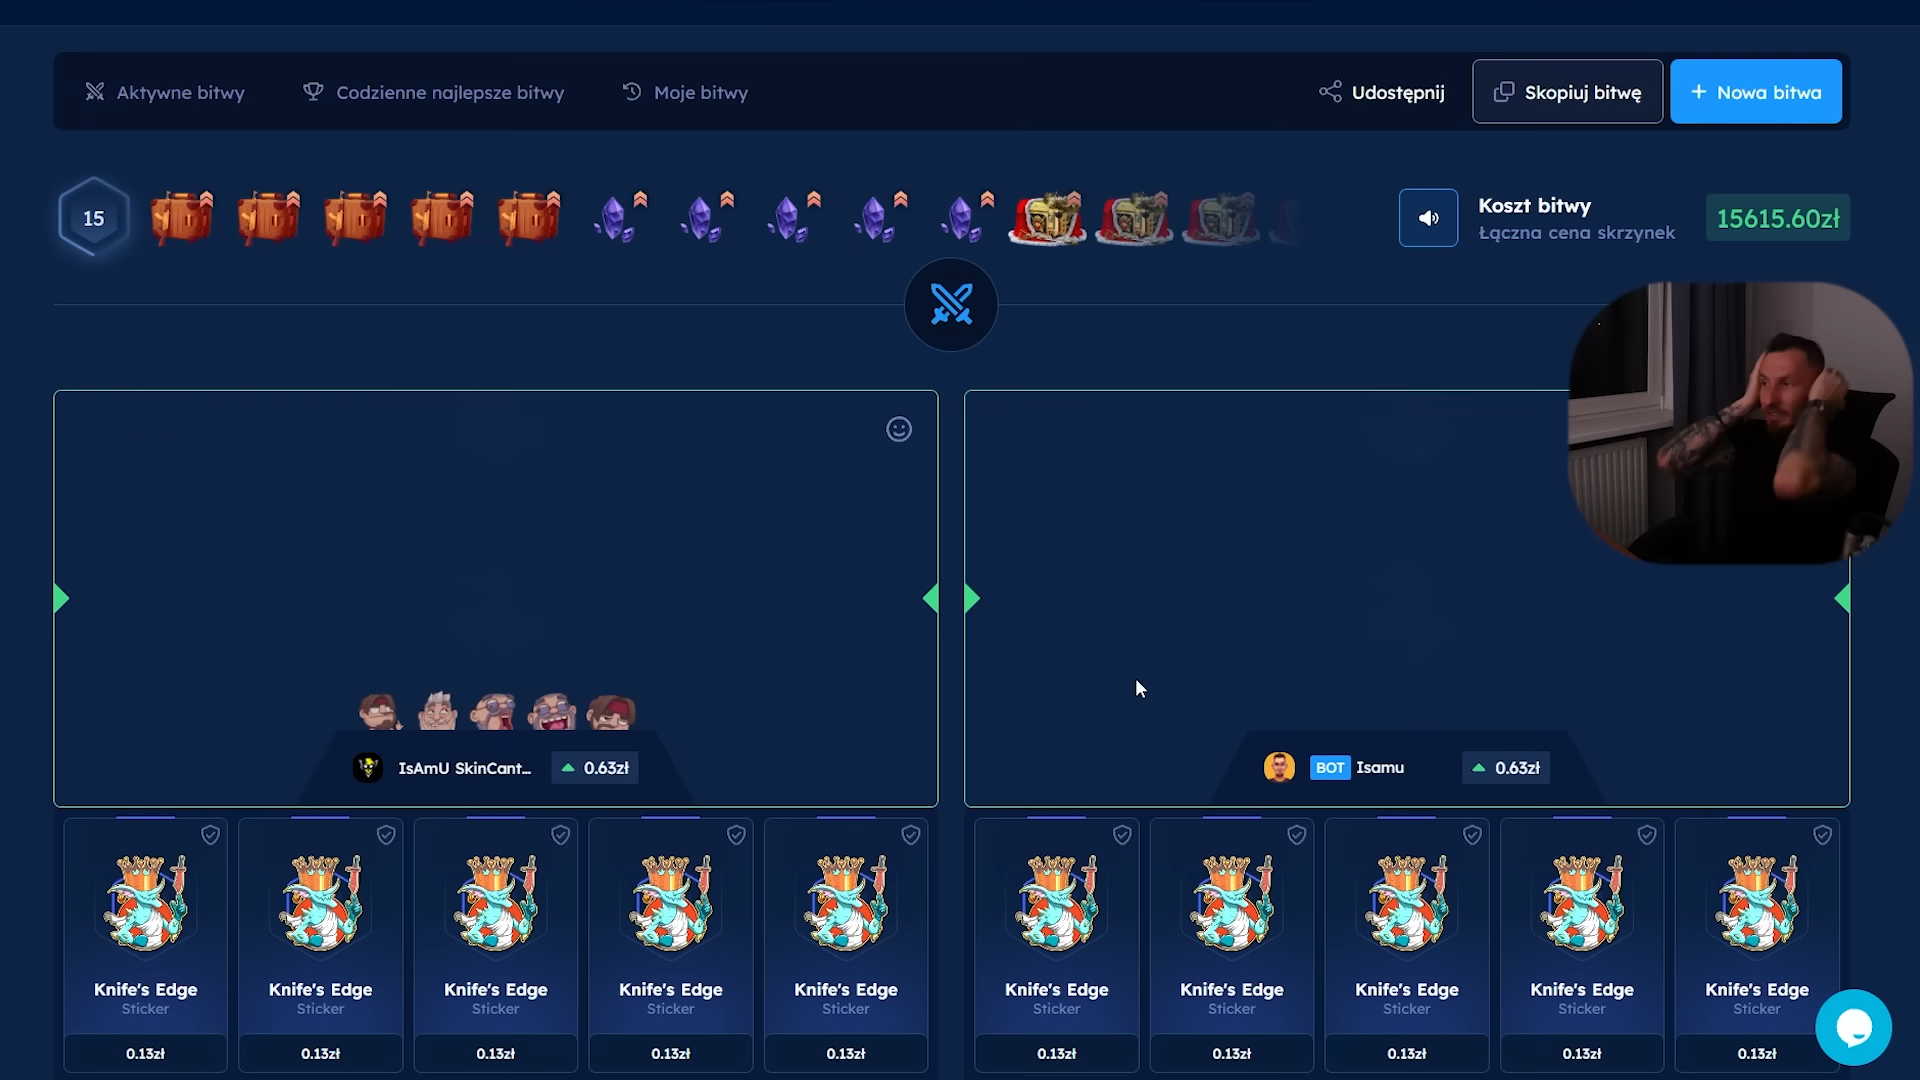 Aktywne bitwy
Codzienne najlepsze bitwy
Moje bitwy
Udostępnij
Skopiuj bitwę
+ Nowa bitwa
15
Koszt bitwy
Łączna cena skrzynek
15615.60zł
IsAmU SkinCant...
0.63zł
BOT Isamu
0.63zł
Knife's Edge
Sticker
0.13zł
Knife's Edge
Sticker
0.13zł
Knife's Edge
Sticker
0.13zł
Knife's Edge
Sticker
0.13zł
Knife's Edge
Sticker
0.13zł
Knife's Edge
Sticker
0.13zł
Knife's Edge
Sticker
0.13zł
Knife's Edge
Sticker
0.13zł
Knife's Edge
Sticker
0.13zł
Knife's Edge
Sticker
0.13zł